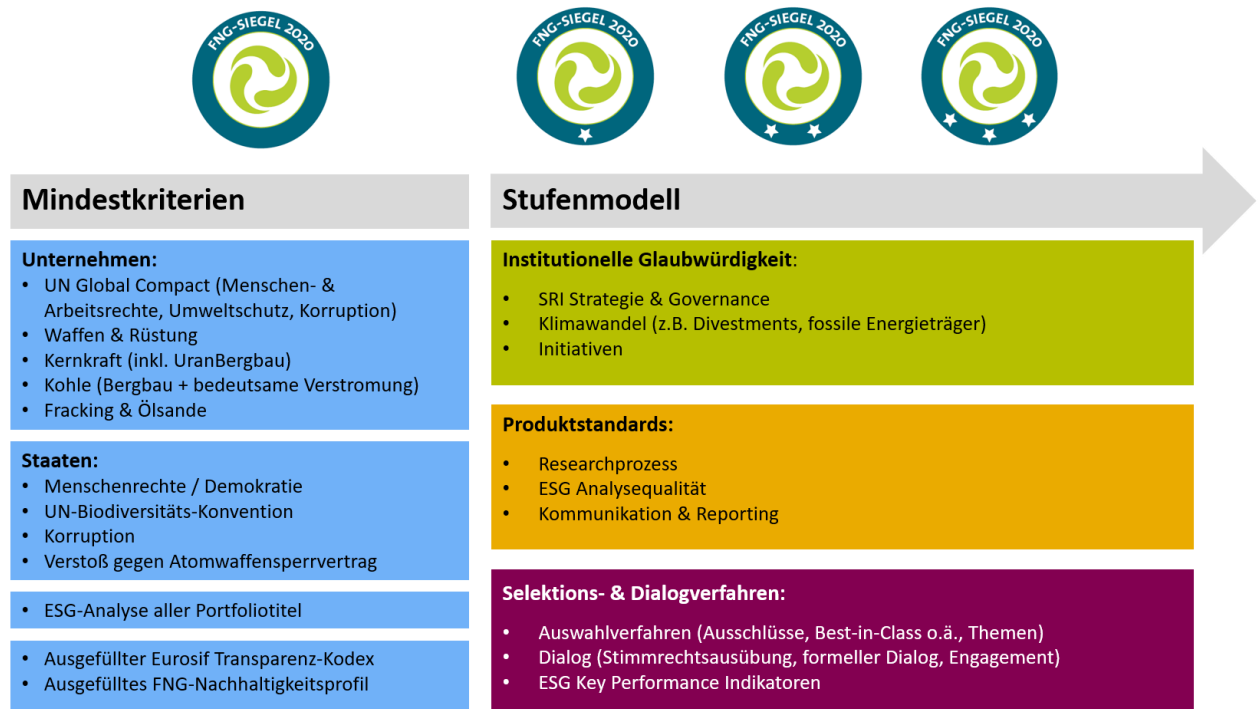 FNG-SIEGEL 2020
FNG-SIEGEL 2020
FNG-SIEGEL 2020
FNG-SIEGEL 2020
Mindestkriterien
Unternehmen:
• UN Global Compact (Menschen- &
Arbeitsrechte, Umweltschutz, Korruption)
• Waffen & Rüstung
• Kernkraft (inkl. UranBergbau)
• Kohle (Bergbau + bedeutsame Verstromung)
• Fracking & Ölsande
Staaten:
• Menschenrechte / Demokratie
• UN-Biodiversitäts-Konvention
• Korruption
• Verstoß gegen Atomwaffensperrvertrag
• ESG-Analyse aller Portfoliotitel
• Ausgefüllter Eurosif Transparenz-Kodex
• Ausgefülltes FNG-Nachhaltigkeitsprofil
Stufenmodell
Institutionelle Glaubwürdigkeit:
• SRI Strategie & Governance
• Klimawandel (z.B. Divestments, fossile Energieträger)
• Initiativen
Produktstandards:
• Researchprozess
• ESG Analysequalität
• Kommunikation & Reporting
Selektions- & Dialogverfahren:
• Auswahlverfahren (Ausschlüsse, Best-in-Class o.ä., Themen)
• Dialog (Stimmrechtsausübung, formeller Dialog, Engagement)
• ESG Key Performance Indikatoren